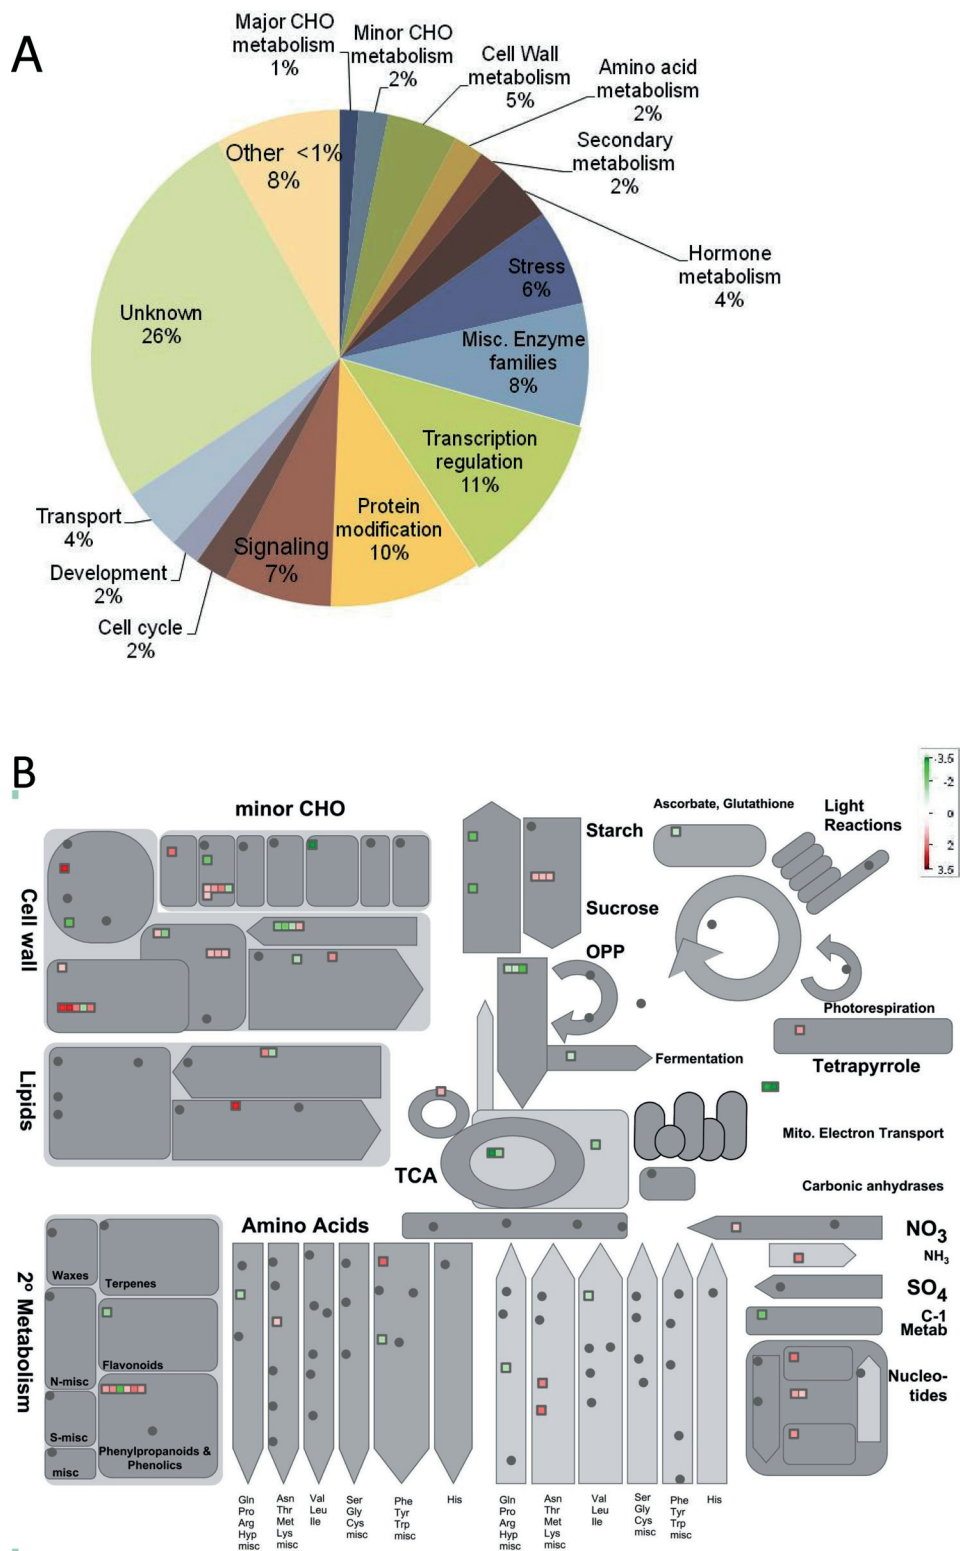 A
Major CHO
metabolism
1%
Minor CHO
metabolism
2%
Cell Wall
metabolism
5%
Amino acid
metabolism
2%
Secondary
metabolism
2%
Hormone
metabolism
4%
Stress
6%
Misc. Enzyme
families
8%
Transcription
regulation
11%
Protein
modification
10%
Signaling
7%
Cell cycle
2%
Development
2%
Transport
4%
Unknown
26%
Other <1%
8%
B
-3.5
-2
0
2
3.5
minor CHO
Cell wall
Lipids
Starch
Sucrose
OPP
Ascorbate, Glutathione
Light
Reactions
Photorespiration
Fermentation
Tetrapyrrole
Mito. Electron Transport
TCA
Carbonic anhydrases
2º Metabolism
Waxes
Terpenes
Flavonoids
N-misc
S-misc
misc
Phenylpropanoids &
Phenolics
Amino Acids
NO3
NH3
SO4
C-1
Metab
Nucleo-
tides
Gln
Pro
Arg
Hyp
misc
Asn
Thr
Met
Lys
misc
Val
Leu
Ile
Ser
Gly
Cys
misc
Phe
Tyr
Trp
misc
His
Gln
Pro
Arg
Hyp
misc
Asn
Thr
Met
Lys
misc
Val
Leu
Ile
Ser
Gly
Cys
misc
Phe
Tyr
Trp
misc
His